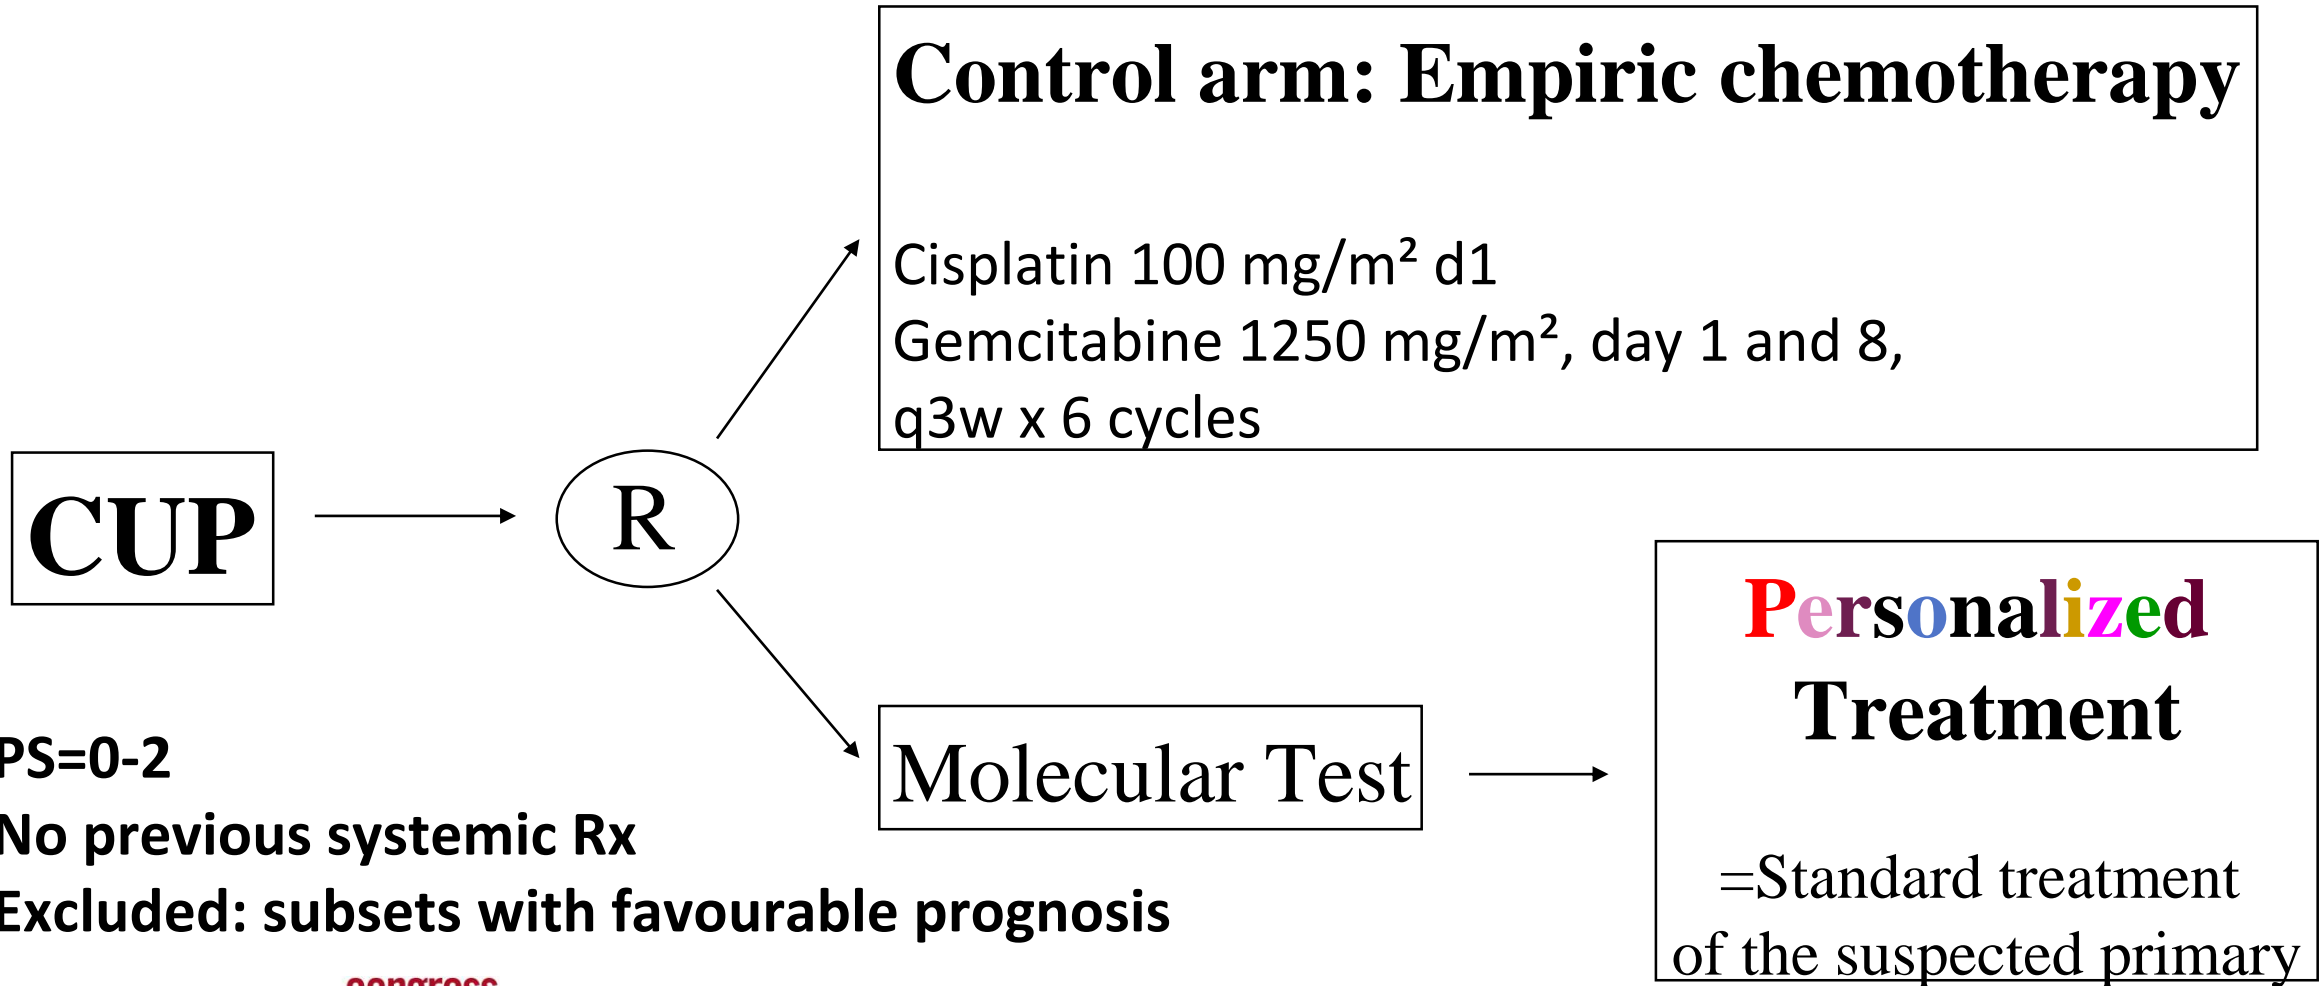 Control arm: Empiric chemotherapy
Cisplatin 100 mg/m² d1
Gemcitabine 1250 mg/m², day 1 and 8,
q3w x 6 cycles
CUP
R
Molecular Test
Personalized
Treatment
=Standard treatment
of the suspected primary
PS=0-2
No previous systemic Rx
Excluded: subsets with favourable prognosis
congress